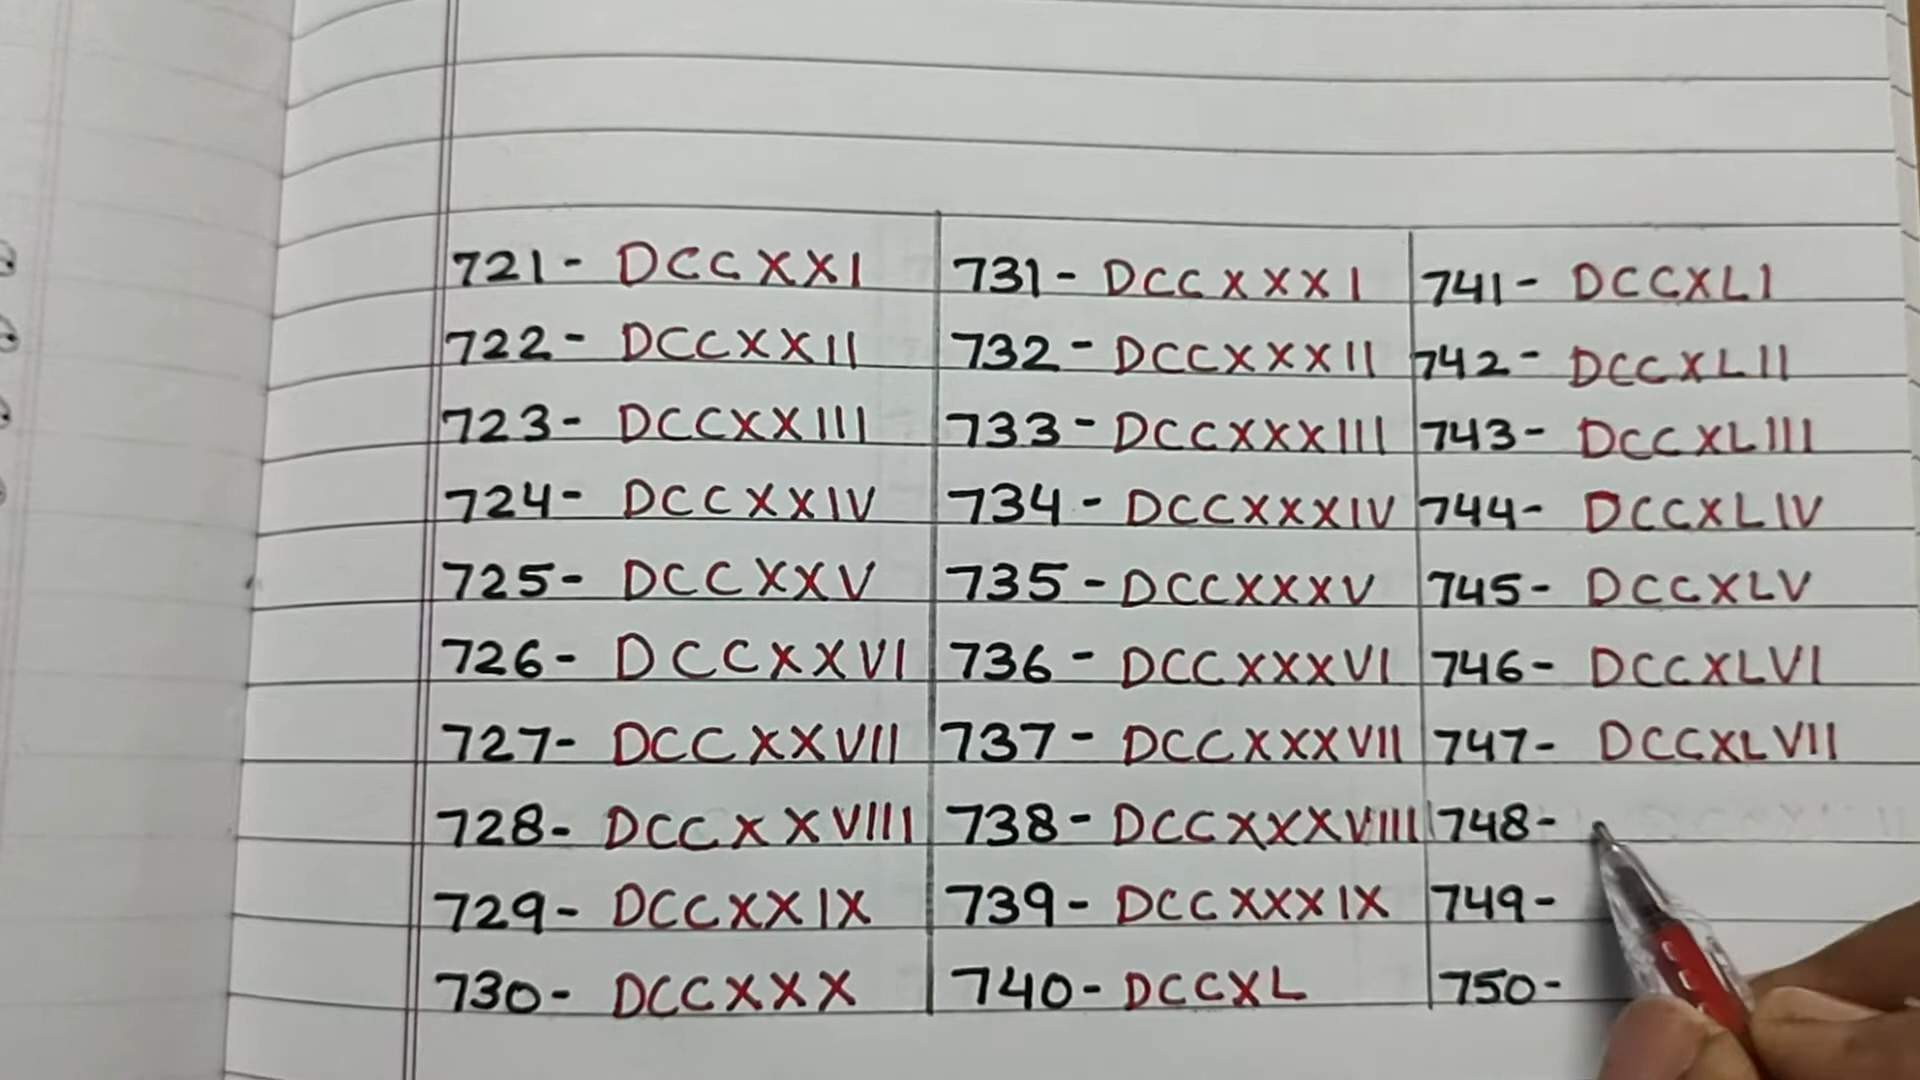 721- DCCXXI
722- DCCXXII
723- DCCXXIII
724- DCCXXIV
725- DCCXXV
726- DCCXXVI
727- DCCXXVII
728- DCCXXVIII
729- DCCXXIX
730- DCCXXX
731- DCCXXXI
732- DCCXXXII
733- DCCXXXIII
734- DCCXXXIV
735- DCCXXXV
736- DCCXXXVI
737- DCCXXXVII
738- DCCXXXVIII
739- DCCXXXIX
740- DCCXL
741- DCCXLI
742- DCCXLII
743- DCCXLIII
744- DCCXLIV
745- DCCXLV
746- DCCXLVI
747- DCCXLVII
748-
749-
750-